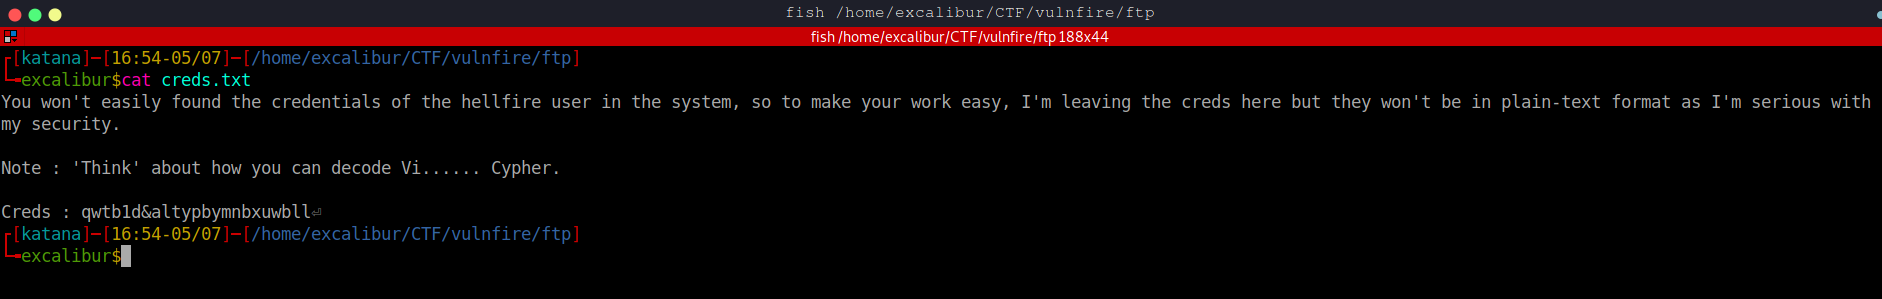 fish /home/excalibur/CTF/vulnfire/ftp
fish /home/excalibur/CTF/vulnfire/ftp 188x44
┌[katana]─[16:54-05/07]─[/home/excalibur/CTF/vulnfire/ftp]
└╼excalibur$cat creds.txt
You won't easily found the credentials of the hellfire user in the system, so to make your work easy, I'm leaving the creds here but they won't be in plain-text format as I'm serious with
my security.
Note : 'Think' about how you can decode Vi...... Cypher.
Creds : qwtb1d&altypbymnbxuwbll⏎
┌[katana]─[16:54-05/07]─[/home/excalibur/CTF/vulnfire/ftp]
└╼excalibur$